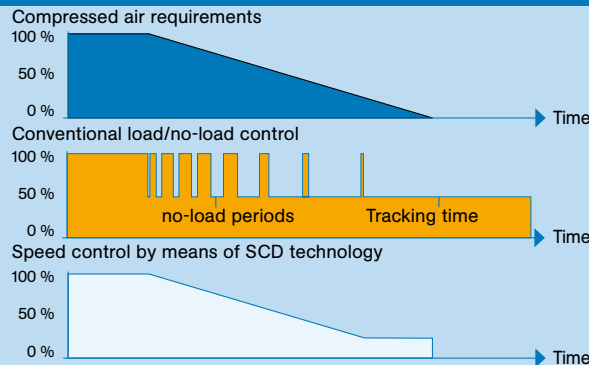 Compressed air requirements
100 %
50 %
0 %
Time
Conventional load/no-load control
100 %
50 %
no-load periods Tracking time
0 %
Time
Speed control by means of SCD technology
100 %
50 %
0 %
Time